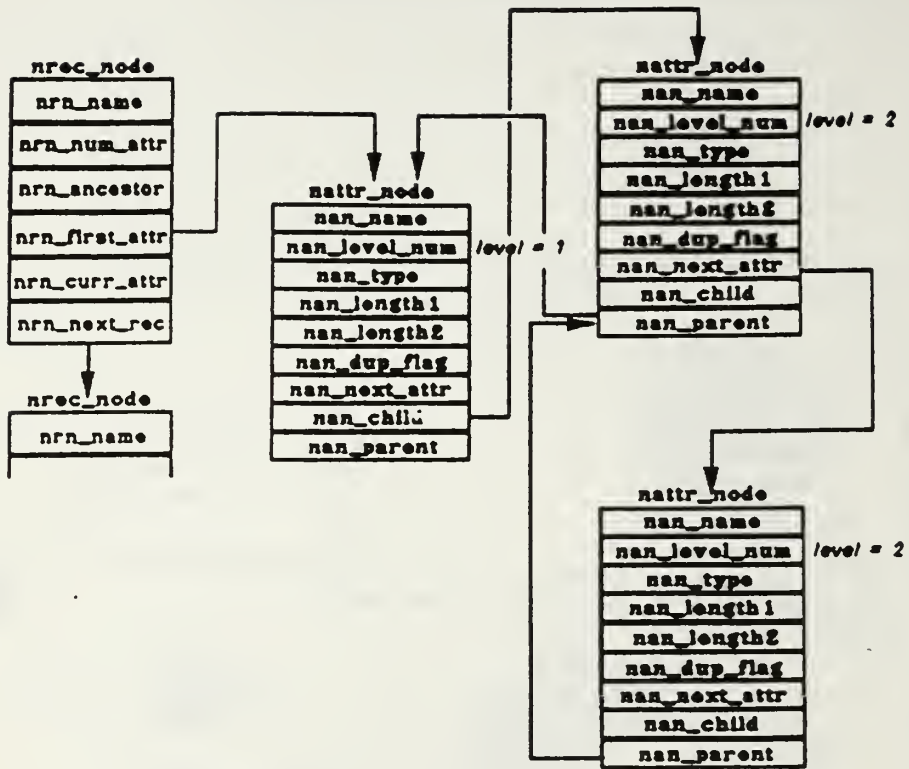 nrec_node
nrn_name
nrn_num_attr
nrn_ancestor
nrn_first_attr
nrn_curr_attr
nrn_next_rec
nrec_node
nrn_name
nattr_node
nan_name
nan_level_num level = 1
nan_type
nan_length1
nan_length2
nan_dup_flag
nan_next_attr
nan_child
nan_parent
nattr_node
nan_name
nan_level_num level = 2
nan_type
nan_length1
nan_length2
nan_dup_flag
nan_next_attr
nan_child
nan_parent
nattr_node
nan_name
nan_level_num level = 2
nan_type
nan_length1
nan_length2
nan_dup_flag
nan_next_attr
nan_child
nan_parent